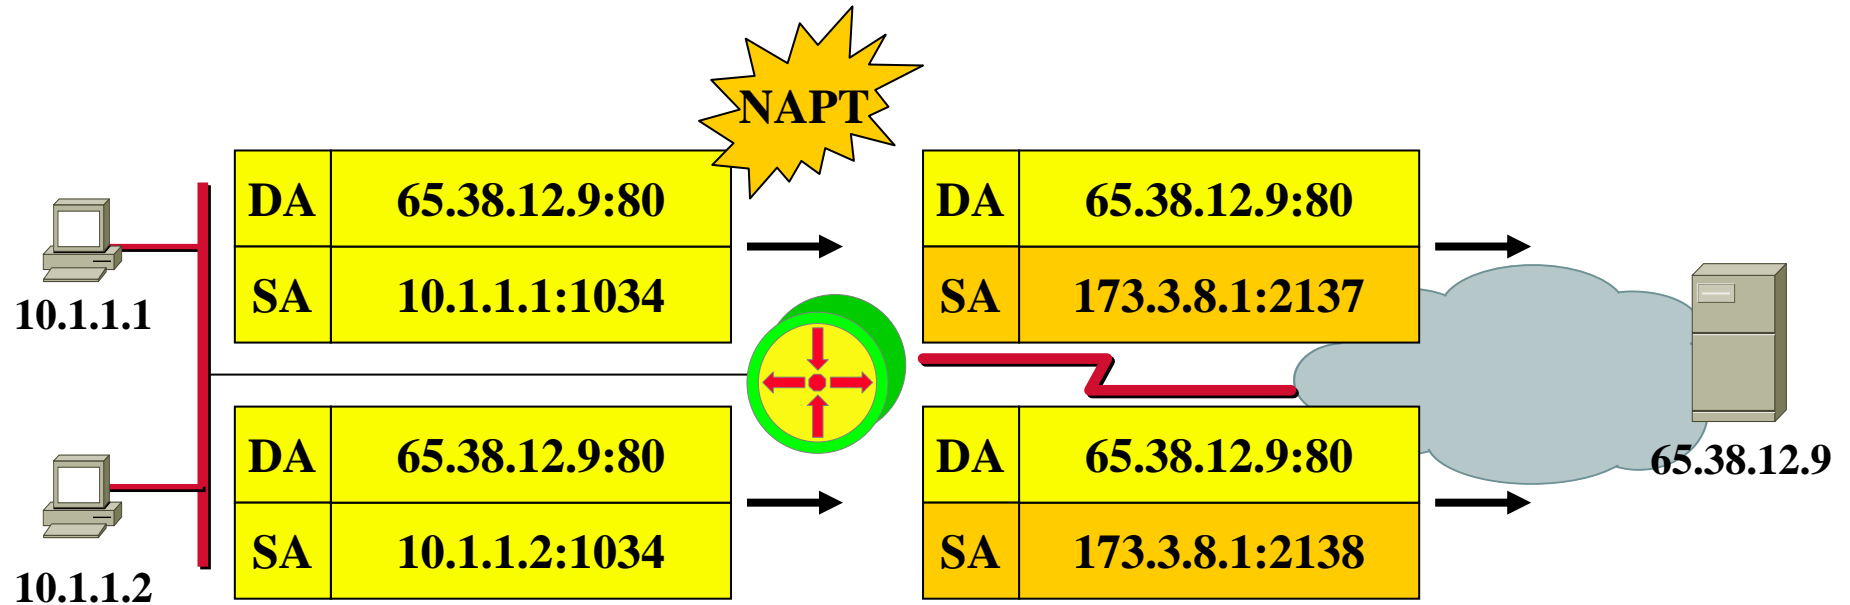 NAPT
DA 65.38.12.9:80
SA 10.1.1.1:1034
DA 65.38.12.9:80
SA 173.3.8.1:2137
10.1.1.1
DA 65.38.12.9:80
SA 10.1.1.2:1034
DA 65.38.12.9:80
SA 173.3.8.1:2138
65.38.12.9
10.1.1.2